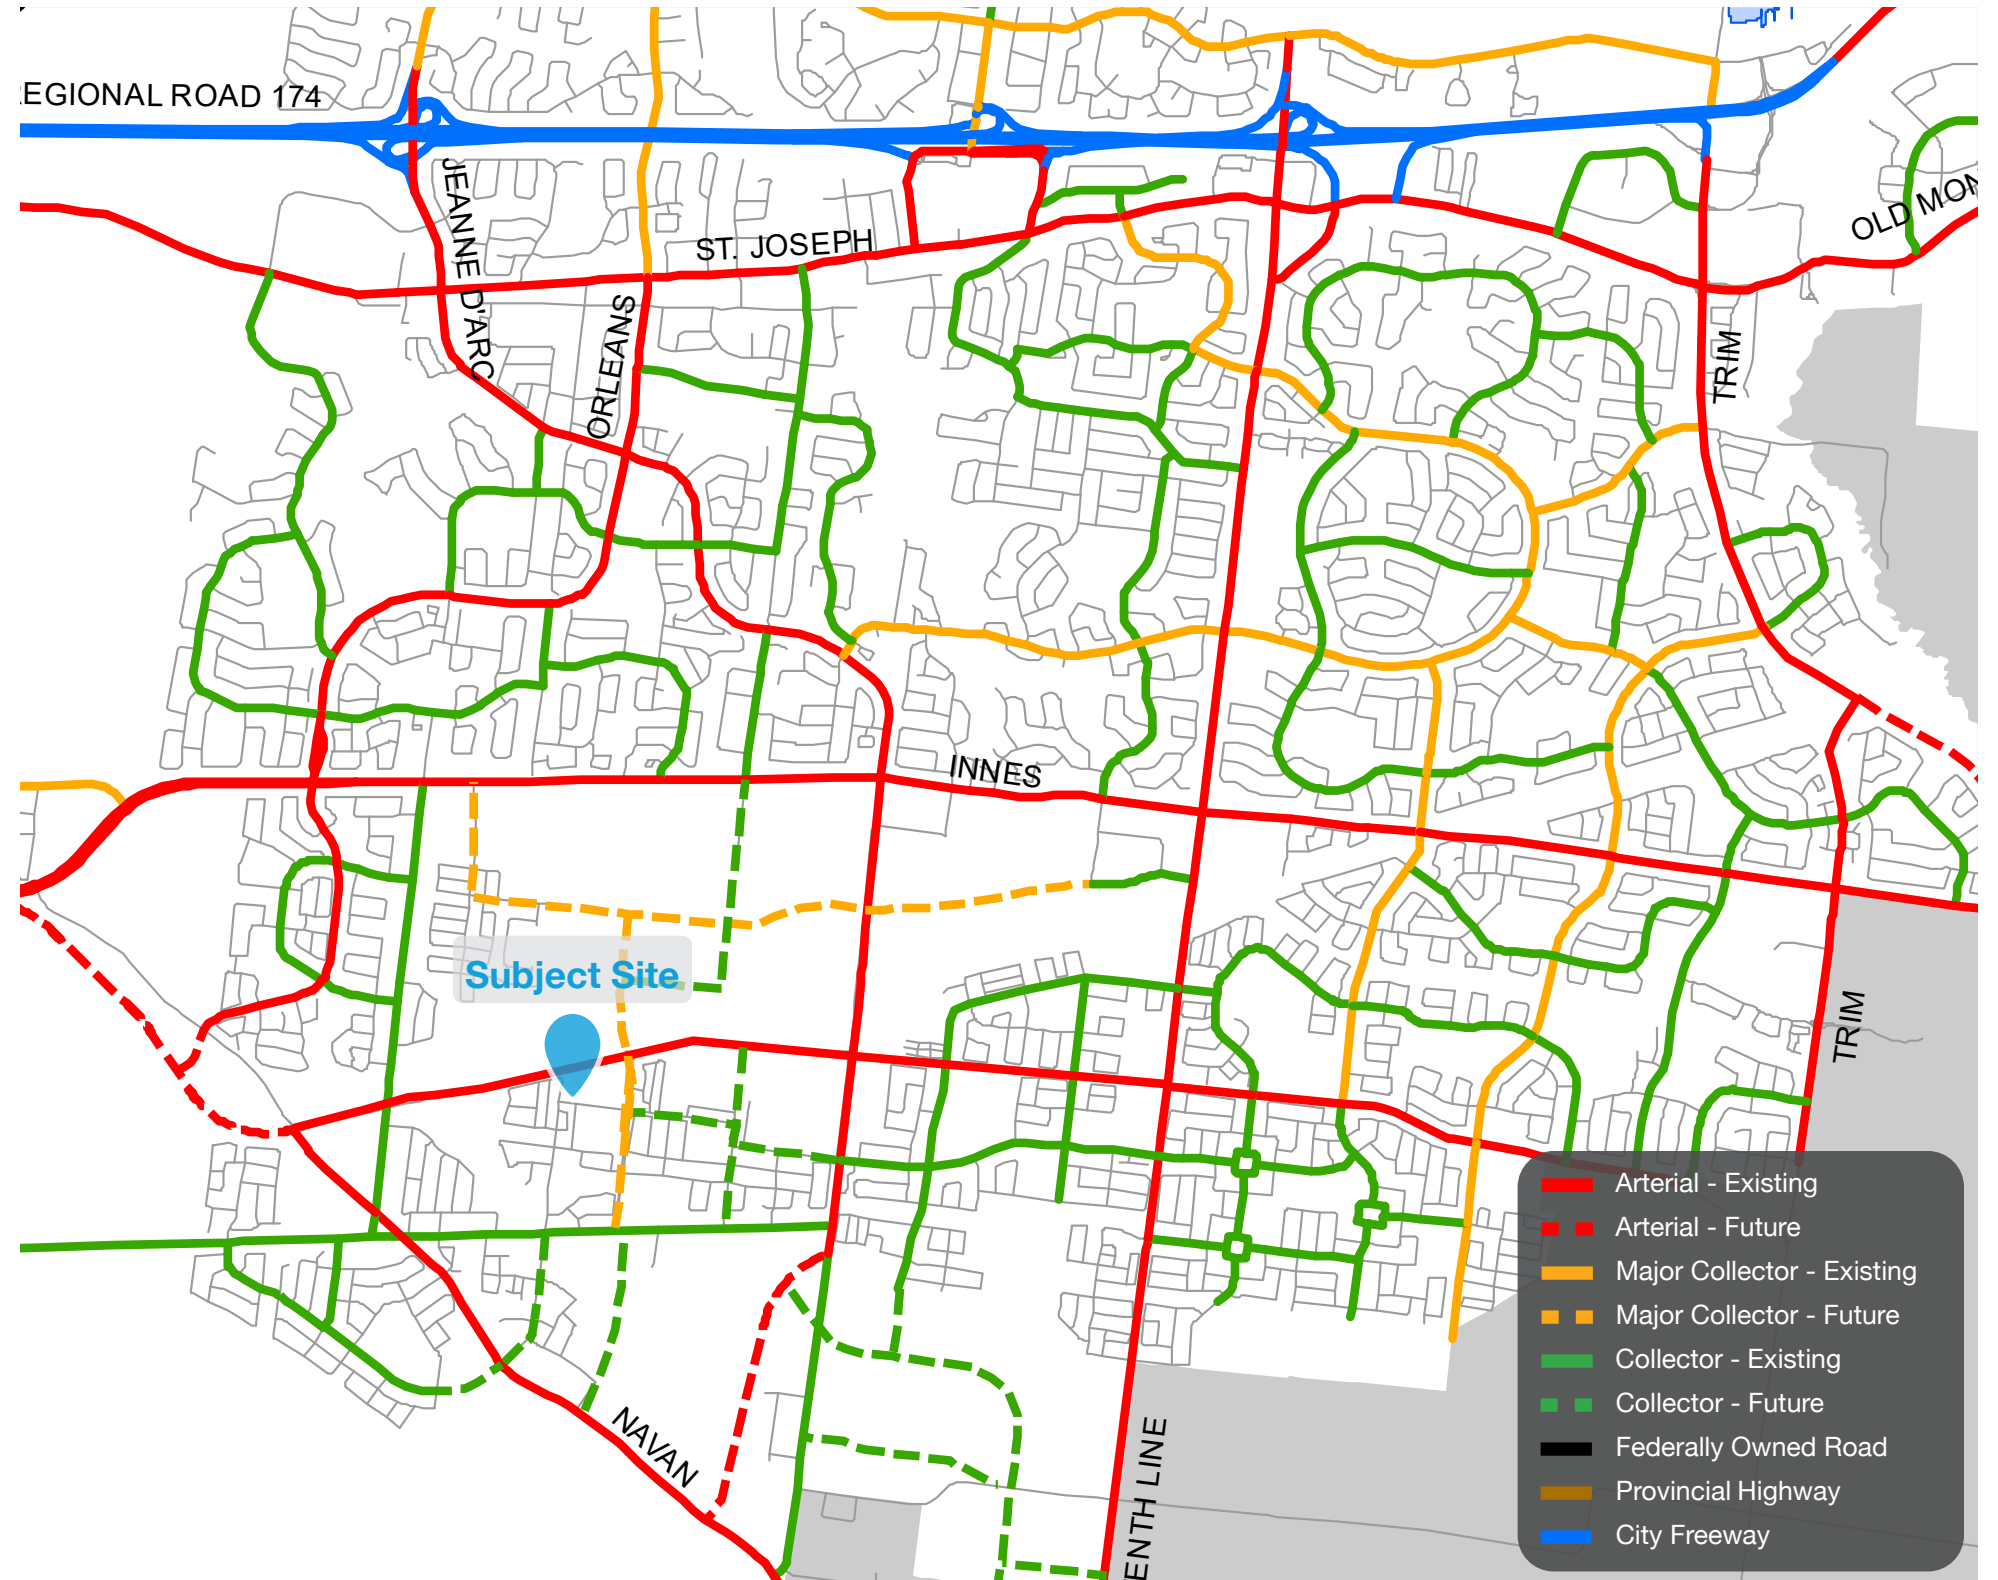 REGIONAL ROAD 174
JEANNE D'ARC
ORLEANS
ST. JOSEPH
OLD MON
TRIM
INNES
Subject Site
TRIM
NAVAN
ENTH LINE
Arterial - Existing
Arterial - Future
Major Collector - Existing
Major Collector - Future
Collector - Existing
Collector - Future
Federally Owned Road
Provincial Highway
City Freeway